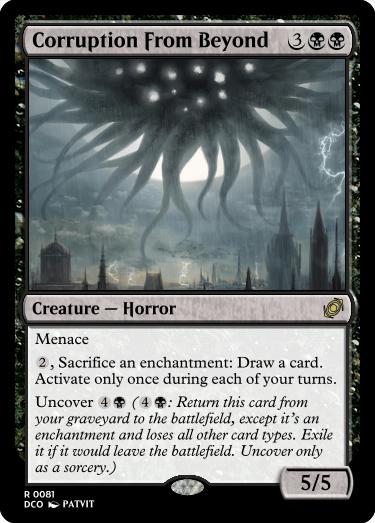 Corruption From Beyond 3
Creature — Horror
Menace
2, Sacrifice an enchantment: Draw a card.
Activate only once during each of your turns.
Uncover 4 (4: Return this card from
your graveyard to the battlefield, except it's an
enchantment and loses all other card types. Exile
it if it would leave the battlefield. Uncover only
as a sorcery.)
5/5
R 0081
DCO PATVIT